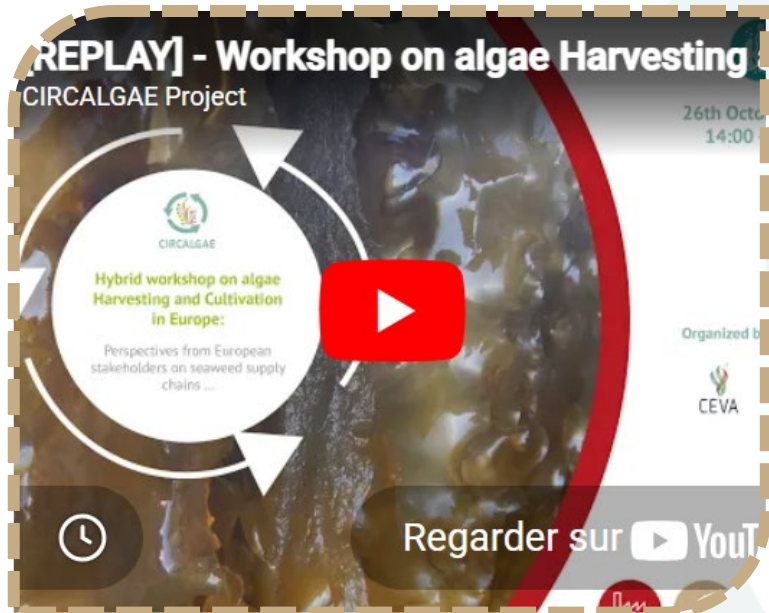 [REPLAY] - Workshop on algae Harvesting
CIRCALGAE Project
26th Octo
14:00
CIRCALGAE
Hybrid workshop on algae
Harvesting and Cultivation
in Europe:
Perspectives from European
stakeholders on seaweed supply
chains ...
Organized b
CEVA
Regarder sur YouT